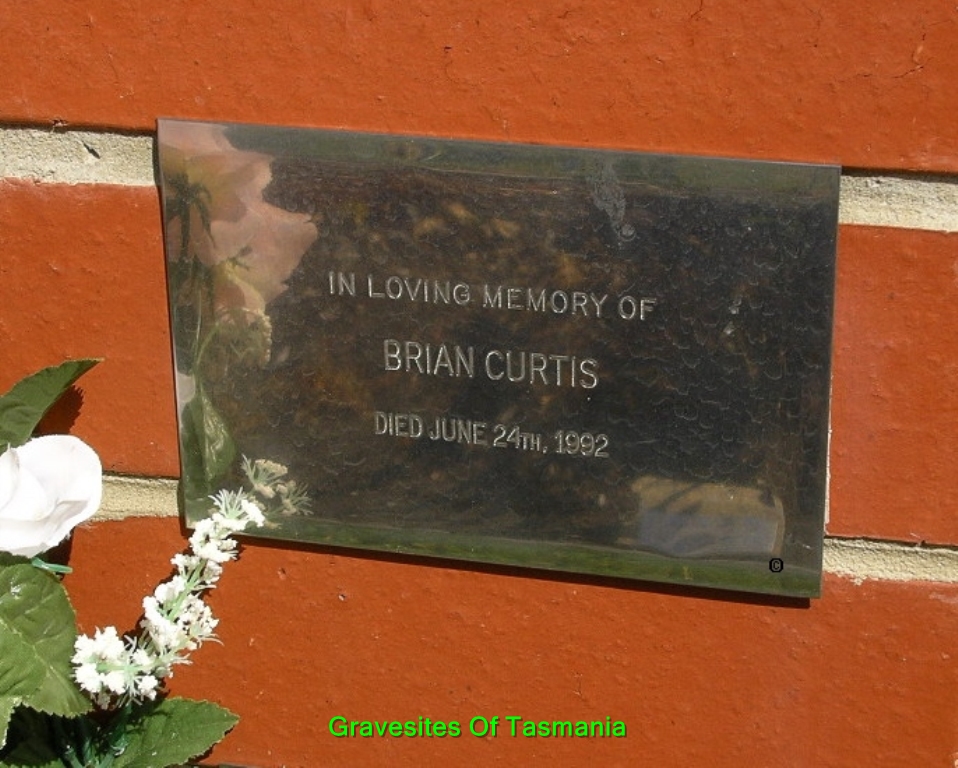 IN LOVING MEMORY OF
BRIAN CURTIS
DIED JUNE 24TH, 1992
©
Gravesites Of Tasmania